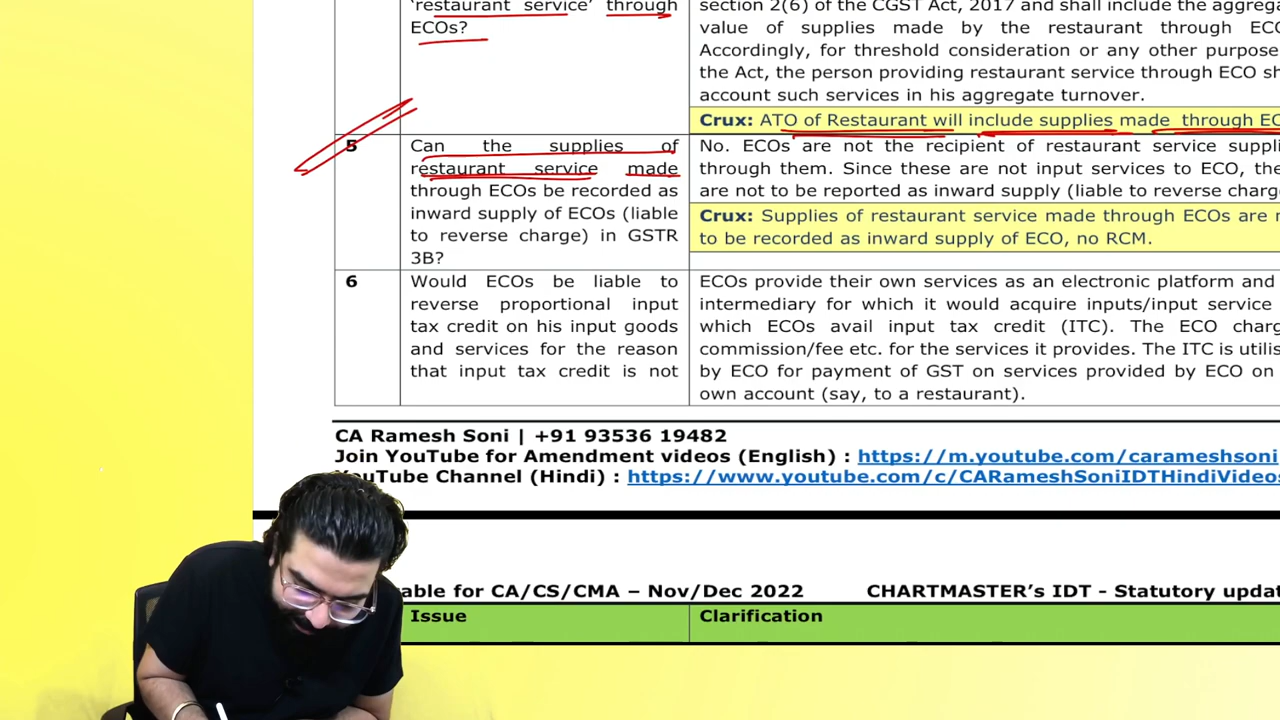 'restaurant service' through
ECOs?
section 2(6) of the CGST Act, 2017 and shall include the
value of supplies made by the restaurant through
Accordingly, for threshold consideration or any other
the Act, the person providing restaurant service through ECO
account such services in his aggregate turnover.
Crux: ATO of Restaurant will include supplies made through
5
Can the supplies of
restaurant service made
through ECOs be recorded as
inward supply of ECOs (liable
to reverse charge) in GSTR
3B?
No. ECOs are not the recipient of restaurant service
through them. Since these are not input services to ECO,
are not to be reported as inward supply (liable to reverse
Crux: Supplies of restaurant service made through ECOs are
to be recorded as inward supply of ECO, no RCM.
6
Would ECOs be liable to
reverse proportional input
tax credit on his input goods
and services for the reason
that input tax credit is not
ECOs provide their own services as an electronic platform and
intermediary for which it would acquire inputs/input service
which ECOs avail input tax credit (ITC). The ECO
commission/fee etc. for the services it provides. The ITC is
by ECO for payment of GST on services provided by ECO on
own account (say, to a restaurant).
CA Ramesh Soni | +91 93536 19482
Join YouTube for Amendment videos (English) : https://m.youtube.com/carameshsoni
YouTube Channel (Hindi) : https://www.youtube.com/c/CARameshSoniIDTHindiVideos
for CA/CS/CMA – Nov/Dec 2022 CHARTMASTER's IDT - Statutory
Issue
Clarification